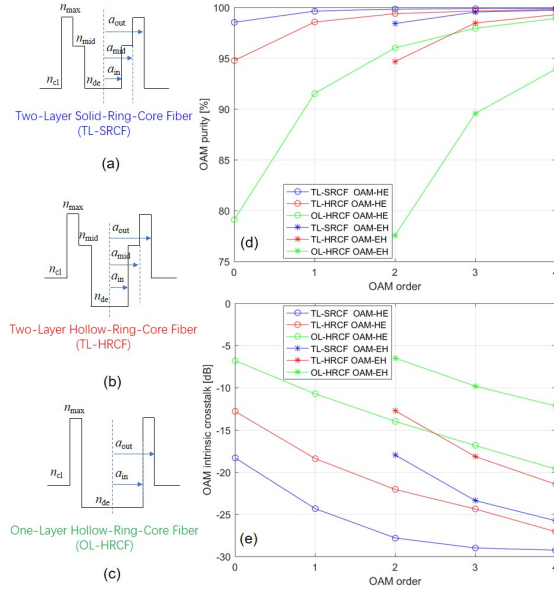 n_max
n_mid
a_out
a_mid
a_in
n_cl
n_de
Two-Layer Solid-Ring-Core Fiber
(TL-SRCF)
(a)
n_max
n_mid
a_out
a_mid
a_in
n_cl
n_de
Two-Layer Hollow-Ring-Core Fiber
(TL-HRCF)
(b)
n_max
a_out
a_in
n_cl
n_de
One-Layer Hollow-Ring-Core Fiber
(OL-HRCF)
(c)
OAM purity [%]
100
95
90
85
80
75
TL-SRCF OAM-HE
TL-HRCF OAM-HE
OL-HRCF OAM-HE
TL-SRCF OAM-EH
TL-HRCF OAM-EH
OL-HRCF OAM-EH
(d)
0 1 2 3 4
OAM order
OAM intrinsic crosstalk [dB]
-0
-5
-10
-15
-20
-25
-30
TL-SRCF OAM-HE
TL-HRCF OAM-HE
OL-HRCF OAM-HE
TL-SRCF OAM-EH
TL-HRCF OAM-EH
OL-HRCF OAM-EH
(e)
0 1 2 3 4
OAM order